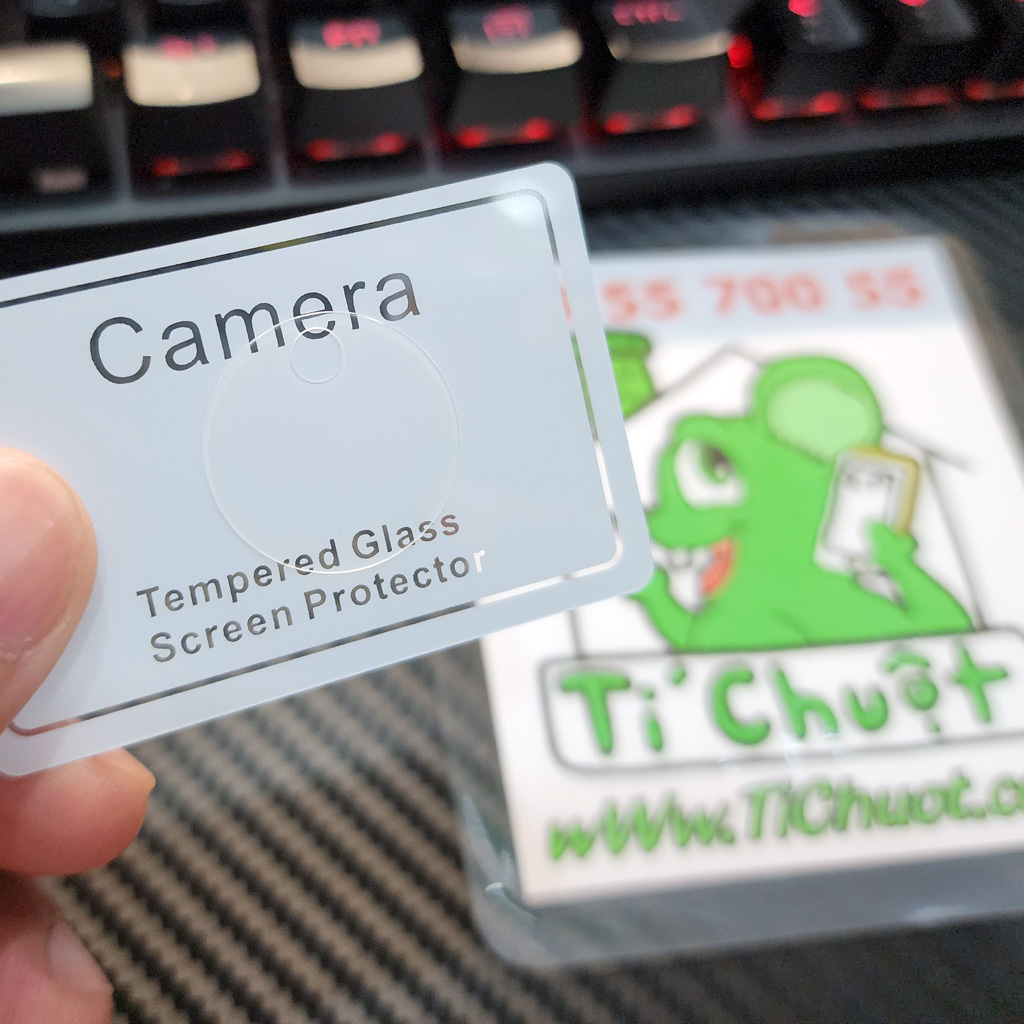 Camera
Tempered Glass
Screen Protector
55 700 55
Tí Chuột
wWw.TiChuot.c